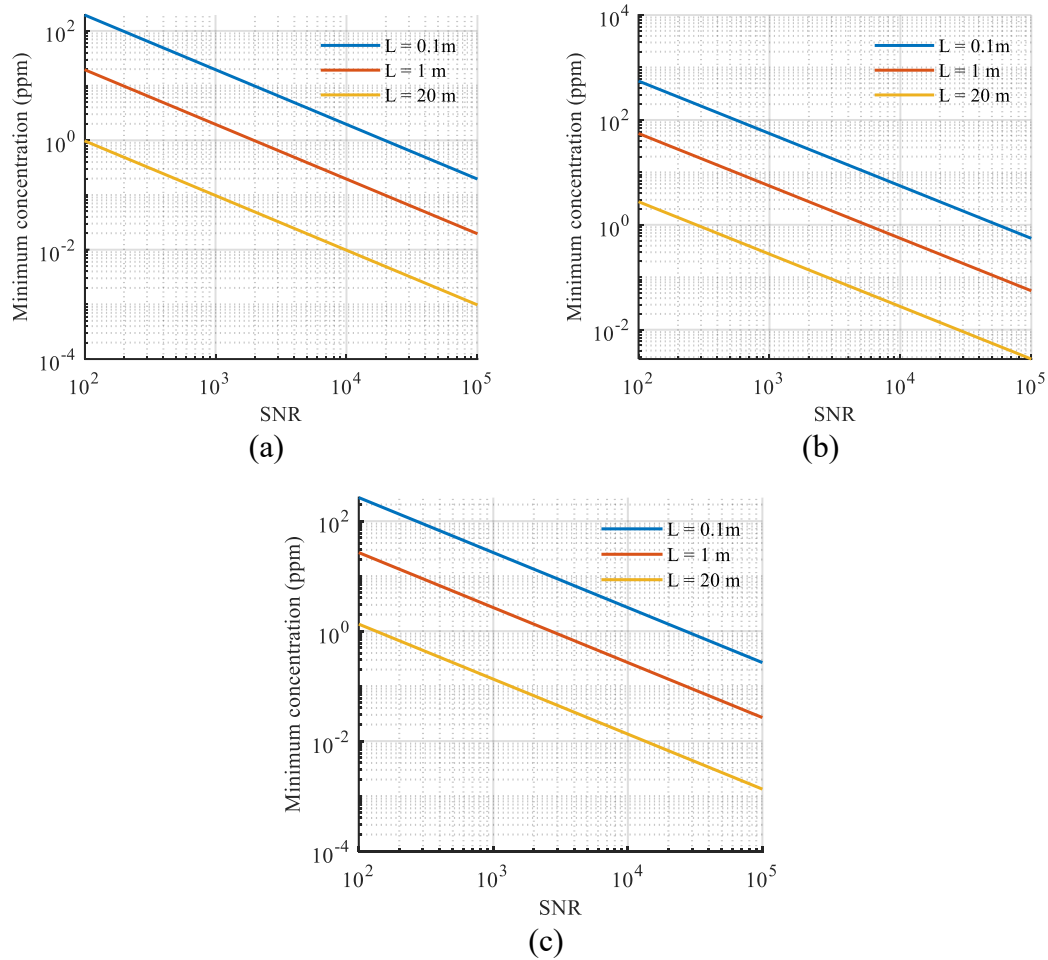 10^2
10^0
10^-2
10^-4
Minimum concentration (ppm)
L = 0.1m
L = 1 m
L = 20 m
10^2
10^3
10^4
10^5
SNR
(a)
10^4
10^2
10^0
10^-2
Minimum concentration (ppm)
L = 0.1m
L = 1 m
L = 20 m
10^2
10^3
10^4
10^5
SNR
(b)
10^2
10^0
10^-2
10^-4
Minimum concentration (ppm)
L = 0.1m
L = 1 m
L = 20 m
10^2
10^3
10^4
10^5
SNR
(c)